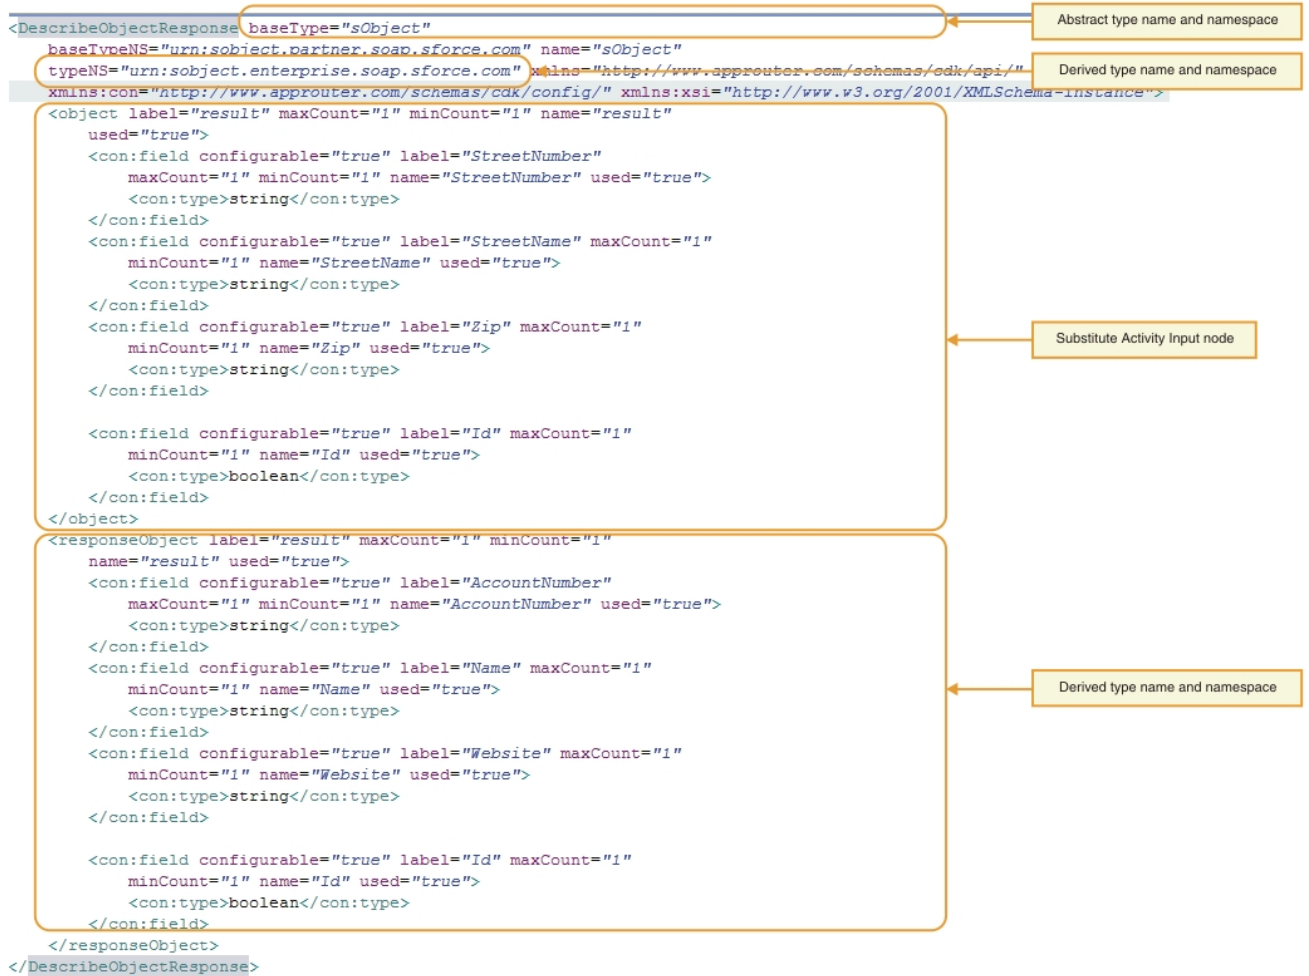 <DescribeObjectResponse baseType="sObject"
baseTypeNS="urn:sobject.partner.soap.sforce.com" name="sObject"
typeNS="urn:sobject.enterprise.soap.sforce.com" xmlns="http://www.approuter.com/schemas/cdk/api/"
xmlns:con="http://www.approuter.com/schemas/cdk/config/" xmlns:xsi="http://www.w3.org/2001/XMLSchema-instance">
<object label="result" maxCount="1" minCount="1" name="result"
used="true">
<con:field configurable="true" label="StreetNumber"
maxCount="1" minCount="1" name="StreetNumber" used="true">
<con:type>string</con:type>
</con:field>
<con:field configurable="true" label="StreetName" maxCount="1"
minCount="1" name="StreetName" used="true">
<con:type>string</con:type>
</con:field>
<con:field configurable="true" label="Zip" maxCount="1"
minCount="1" name="Zip" used="true">
<con:type>string</con:type>
</con:field>
<con:field configurable="true" label="Id" maxCount="1"
minCount="1" name="Id" used="true">
<con:type>boolean</con:type>
</con:field>
</object>
<responseObject label="result" maxCount="1" minCount="1"
name="result" used="true">
<con:field configurable="true" label="AccountNumber"
maxCount="1" minCount="1" name="AccountNumber" used="true">
<con:type>string</con:type>
</con:field>
<con:field configurable="true" label="Name" maxCount="1"
minCount="1" name="Name" used="true">
<con:type>string</con:type>
</con:field>
<con:field configurable="true" label="Website" maxCount="1"
minCount="1" name="Website" used="true">
<con:type>string</con:type>
</con:field>
<con:field configurable="true" label="Id" maxCount="1"
minCount="1" name="Id" used="true">
<con:type>boolean</con:type>
</con:field>
</responseObject>
</DescribeObjectResponse>
Abstract type name and namespace
Derived type name and namespace
Substitute Activity Input node
Derived type name and namespace